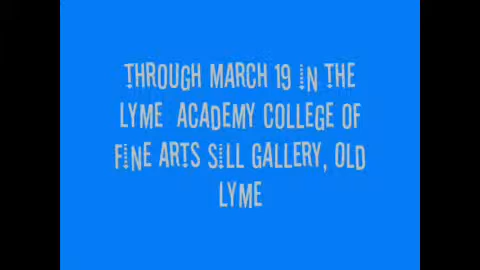 THROUGH MARCH 19 IN THE
LYME ACADEMY COLLEGE OF
FINE ARTS SILL GALLERY, OLD
LYME